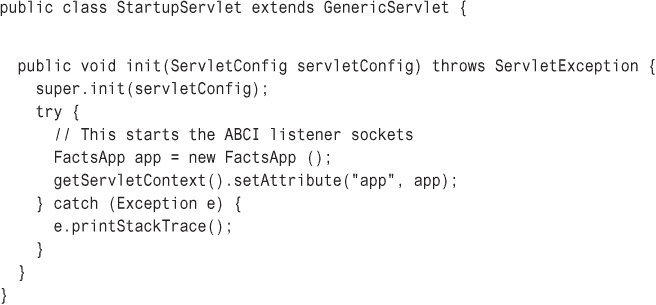 public class StartupServlet extends GenericServlet {
  public void init(ServletConfig servletConfig) throws ServletException {
    super.init(servletConfig);
    try {
      // This starts the ABCI listener sockets
      FactsApp app = new FactsApp ();
      getServletContext().setAttribute("app", app);
    } catch (Exception e) {
      e.printStackTrace();
    }
  }
}